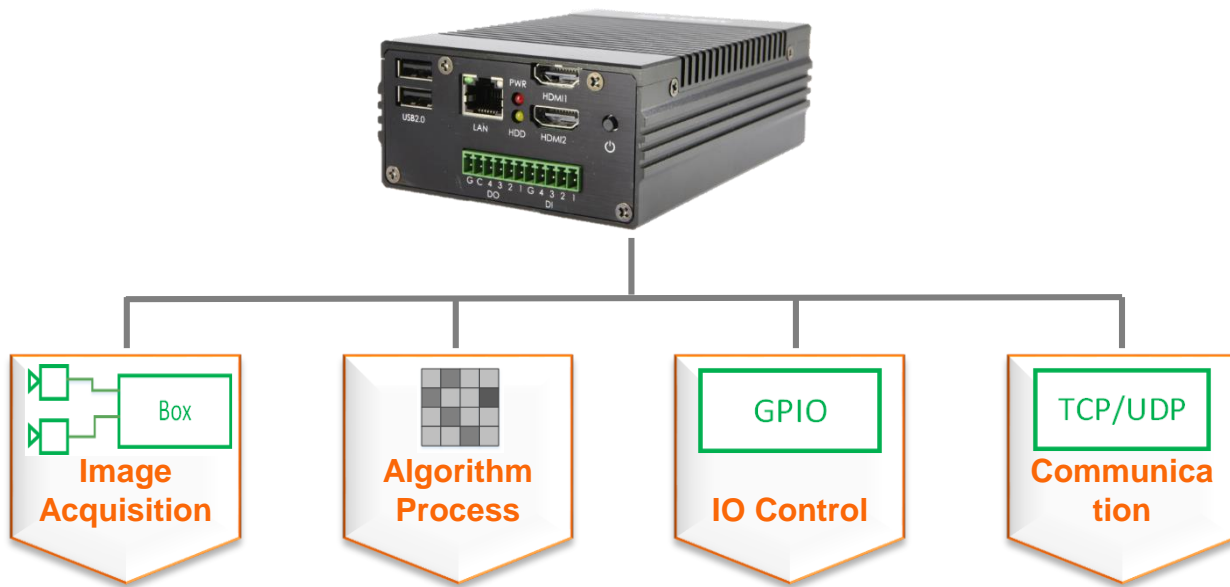 PWR
HDMI1
USB2.0
LAN
HDD
HDMI2
G C 4 3 2 1 G 4 3 2 1
DO
DI
Box
Image
Acquisition
Algorithm
Process
GPIO
IO Control
TCP/UDP
Communica
tion